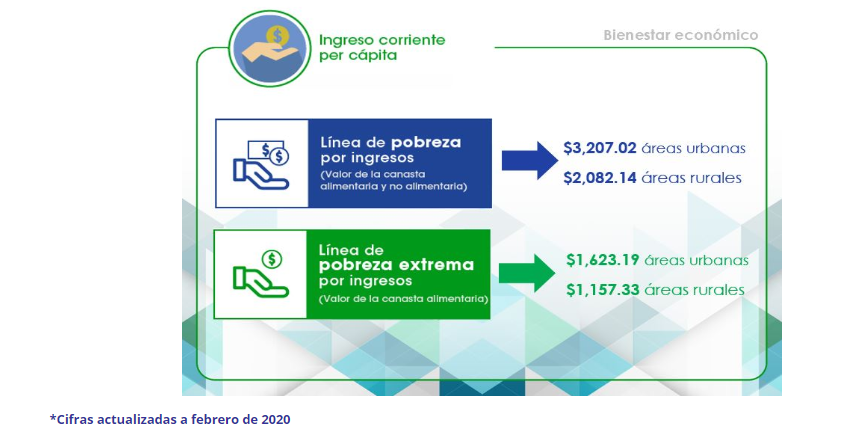 Ingreso corriente
per cápita
Bienestar económico
Línea de pobreza
por ingresos
(Valor de la canasta
alimentaria y no alimentaria)
$3,207.02 áreas urbanas
$2,082.14 áreas rurales
Línea de
pobreza extrema
por ingresos
(Valor de la canasta alimentaria)
$1,623.19 áreas urbanas
$1,157.33 áreas rurales
*Cifras actualizadas a febrero de 2020